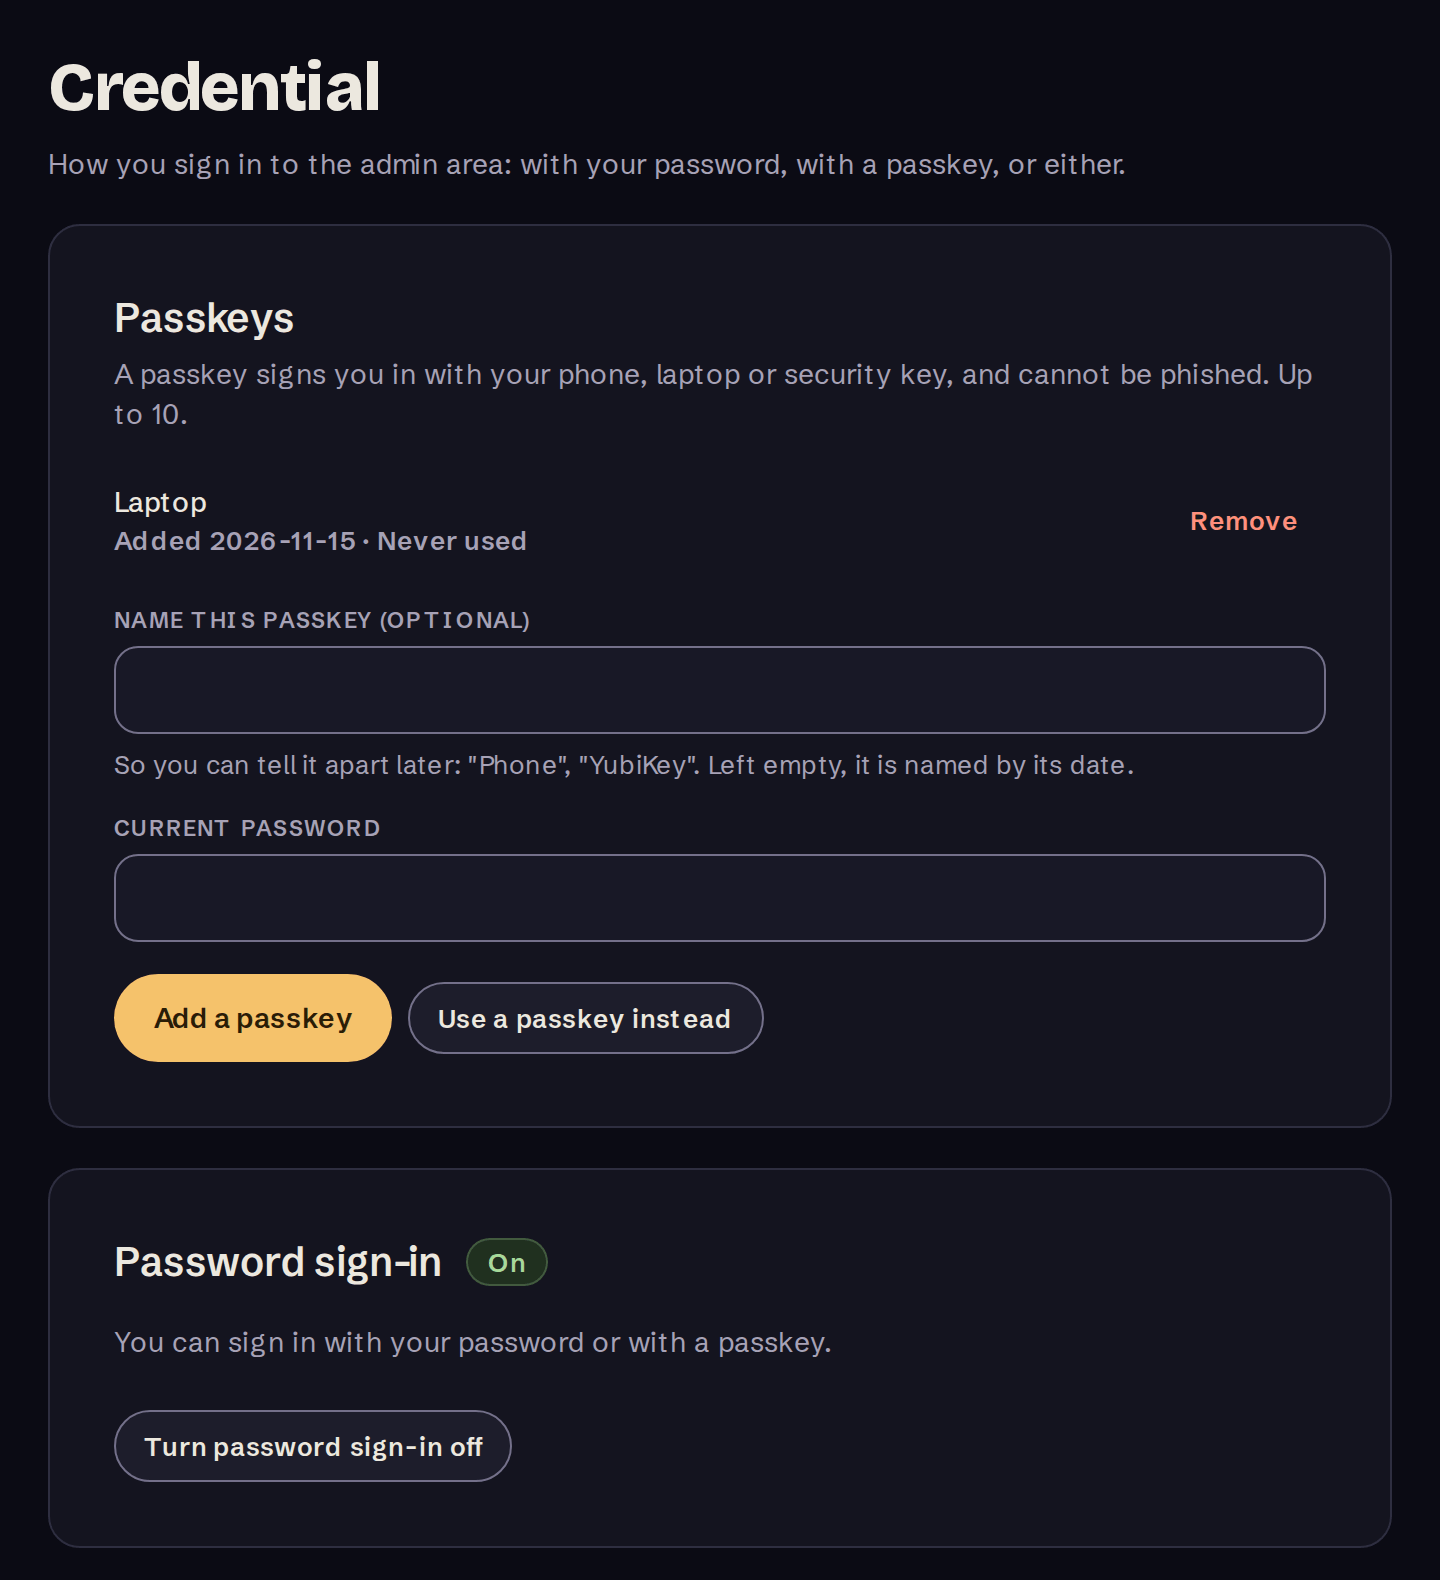 Credential
How you sign in to the admin area: with your password, with a passkey, or either.
Passkeys
A passkey signs you in with your phone, laptop or security key, and cannot be phished. Up
to 10.
Laptop
Added 2026-11-15 · Never used
Remove
NAME THIS PASSKEY (OPTIONAL)
So you can tell it apart later: "Phone", "YubiKey". Left empty, it is named by its date.
CURRENT PASSWORD
Add a passkey
Use a passkey instead
Password sign-in
On
You can sign in with your password or with a passkey.
Turn password sign-in off